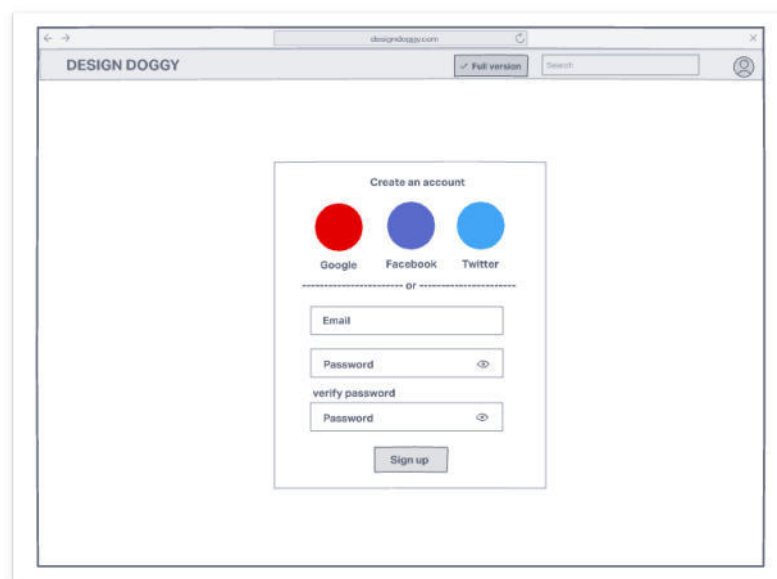 designdoggy.com
DESIGN DOGGY
✓ Full version
Search
Create an account
Google Facebook Twitter
----------------------- or ----------------------
Email
Password
verify password
Password
Sign up